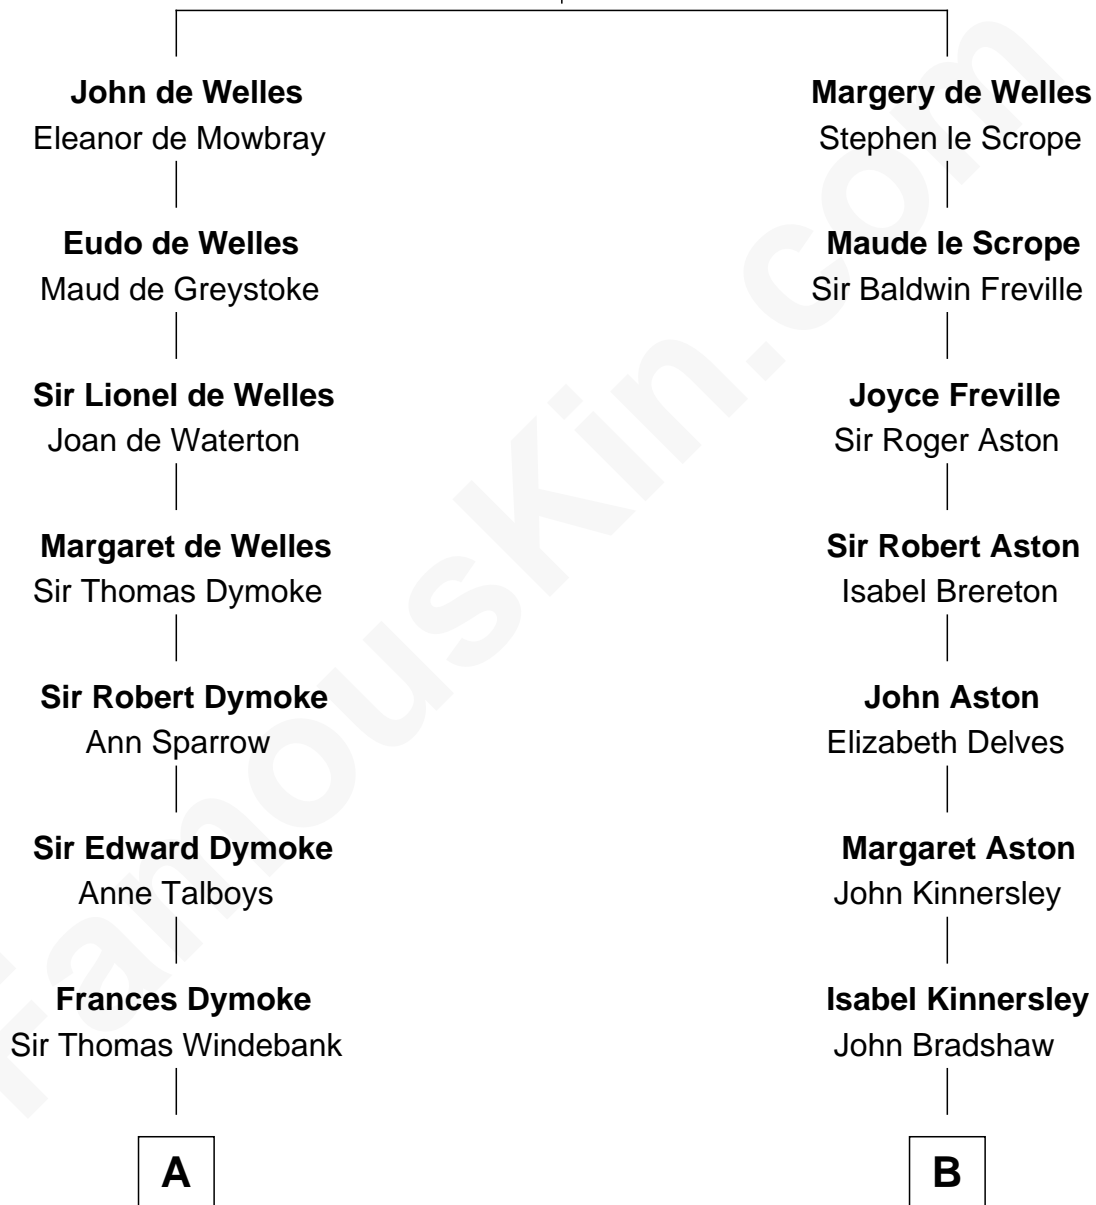 John de Welles
Eleanor de Mowbray
Eudo de Welles
Maud de Greystoke
Sir Lionel de Welles
Joan de Waterton
Margaret de Welles
Sir Thomas Dymoke
Sir Robert Dymoke
Ann Sparrow
Sir Edward Dymoke
Anne Talboys
Frances Dymoke
Sir Thomas Windebank
A
Margery de Welles
Stephen le Scrope
Maude le Scrope
Sir Baldwin Freville
Joyce Freville
Sir Roger Aston
Sir Robert Aston
Isabel Brereton
John Aston
Elizabeth Delves
Margaret Aston
John Kinnersley
Isabel Kinnersley
John Bradshaw
B
FamousKin.com